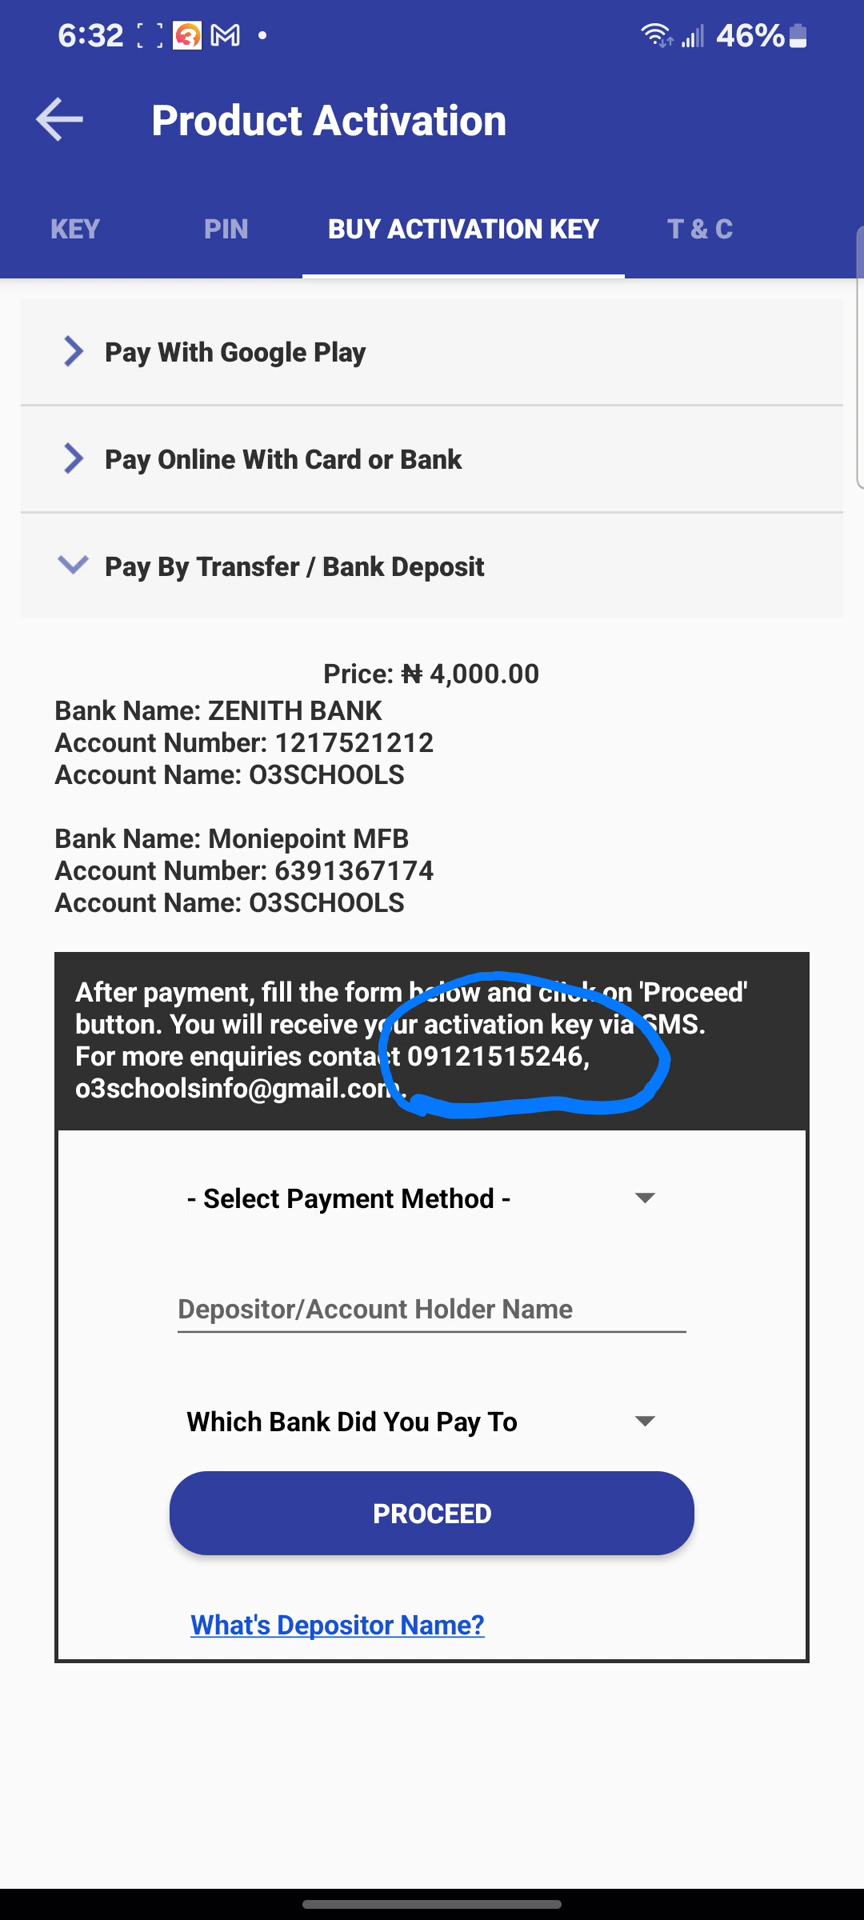 6:32
46%
Product Activation
KEY PIN BUY ACTIVATION KEY T & C
Pay With Google Play
Pay Online With Card or Bank
Pay By Transfer / Bank Deposit
Price: ₦ 4,000.00
Bank Name: ZENITH BANK
Account Number: 1217521212
Account Name: O3SCHOOLS
Bank Name: Moniepoint MFB
Account Number: 6391367174
Account Name: O3SCHOOLS
After payment, fill the form below and click on 'Proceed'
button. You will receive your activation key via SMS.
For more enquiries contact 09121515246,
o3schoolsinfo@gmail.com.
- Select Payment Method -
Depositor/Account Holder Name
Which Bank Did You Pay To
PROCEED
What's Depositor Name?